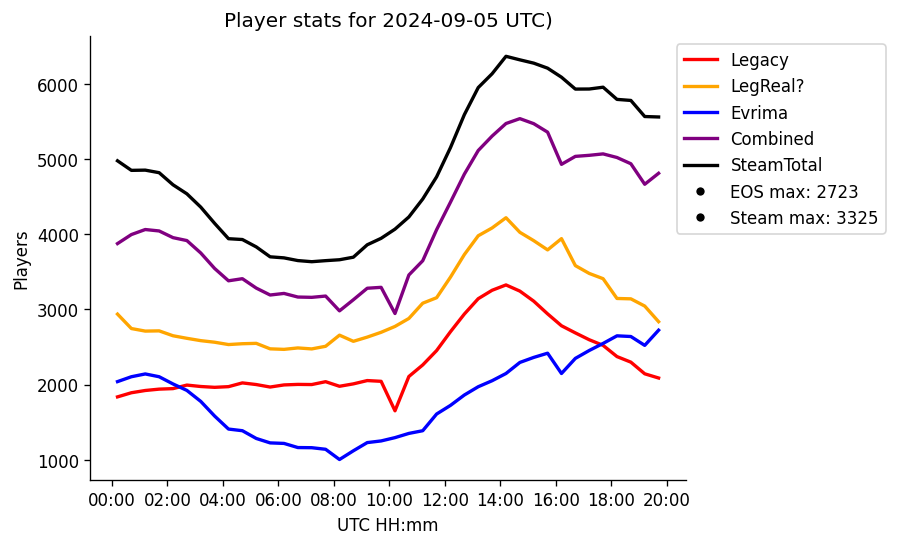 Player stats for 2024-09-05 UTC)
Legacy
LegReal?
Evrima
Combined
SteamTotal
EOS max: 2723
Steam max: 3325
Players
6000
5000
4000
3000
2000
1000
00:00 02:00 04:00 06:00 08:00 10:00 12:00 14:00 16:00 18:00 20:00
UTC HH:mm